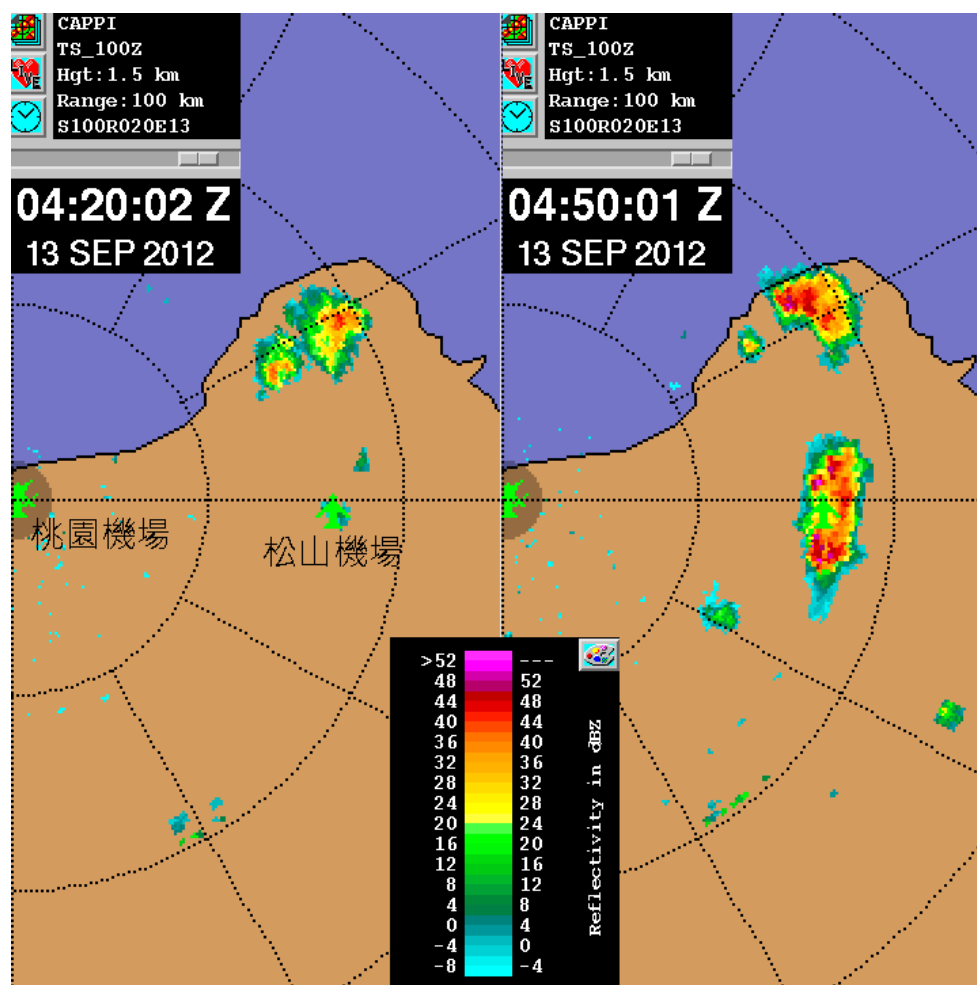 CAPPI
TS_100Z
Hgt:1.5 km
Range:100 km
S100R020E13
04:20:02 Z
13 SEP 2012
桃園機場
松山機場
CAPPI
TS_100Z
Hgt:1.5 km
Range:100 km
S100R020E13
04:50:01 Z
13 SEP 2012
>52 ---
48 52
44 48
40 44
36 40
32 36
28 32
24 28
20 24
16 20
12 16
8 12
4 8
0 4
-4 0
-8 -4
Reflectivity in dBZ